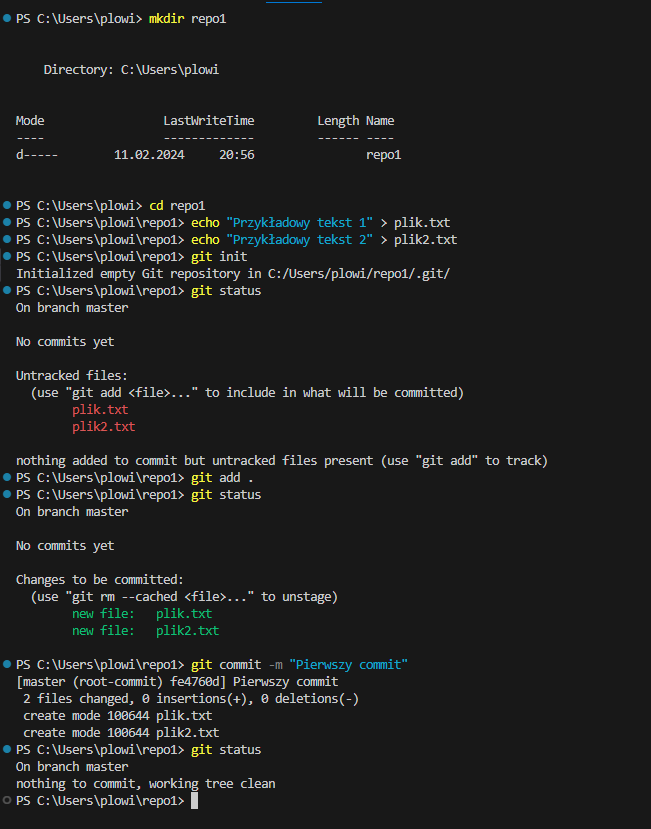 PS C:\Users\plowi> mkdir repo1
Directory: C:\Users\plowi
Mode LastWriteTime Length Name
---- ------------- ------ ----
d----- 11.02.2024 20:56 repo1
PS C:\Users\plowi> cd repo1
PS C:\Users\plowi\repo1> echo "Przykładowy tekst 1" > plik.txt
PS C:\Users\plowi\repo1> echo "Przykładowy tekst 2" > plik2.txt
PS C:\Users\plowi\repo1> git init
Initialized empty Git repository in C:/Users/plowi/repo1/.git/
PS C:\Users\plowi\repo1> git status
On branch master
No commits yet
Untracked files:
(use "git add <file>..." to include in what will be committed)
plik.txt
plik2.txt
nothing added to commit but untracked files present (use "git add" to track)
PS C:\Users\plowi\repo1> git add .
PS C:\Users\plowi\repo1> git status
On branch master
No commits yet
Changes to be committed:
(use "git rm --cached <file>..." to unstage)
new file: plik.txt
new file: plik2.txt
PS C:\Users\plowi\repo1> git commit -m "Pierwszy commit"
[master (root-commit) fe4760d] Pierwszy commit
2 files changed, 0 insertions(+), 0 deletions(-)
create mode 100644 plik.txt
create mode 100644 plik2.txt
PS C:\Users\plowi\repo1> git status
On branch master
nothing to commit, working tree clean
PS C:\Users\plowi\repo1>